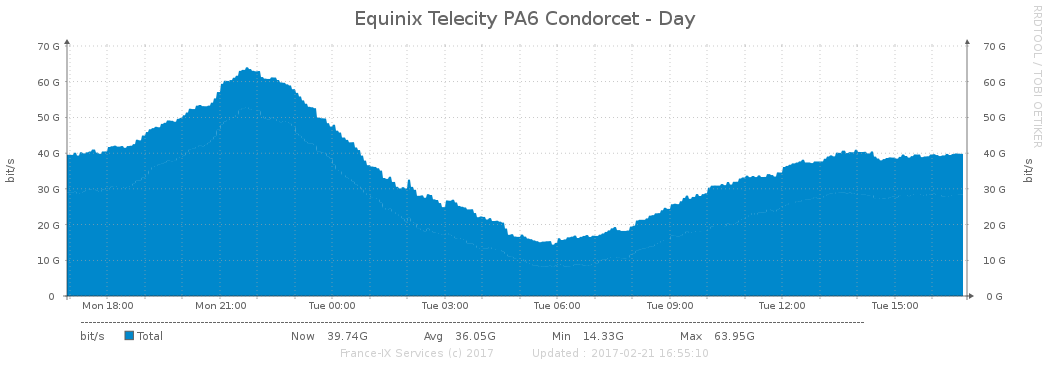 Equinix Telecity PA6 Condorcet - Day
RRDTOOL / TOBI OETIKER
bit/s
70 G 70 G
60 G 60 G
50 G 50 G
40 G 40 G
30 G 30 G
20 G 20 G
10 G 10 G
0 0 G
bit/s
Mon 18:00 Mon 21:00 Tue 00:00 Tue 03:00 Tue 06:00 Tue 09:00 Tue 12:00 Tue 15:00
bit/s Total Now 39.74G Avg 36.05G Min 14.33G Max 63.95G
France-IX Services (c) 2017 Updated : 2017-02-21 16:55:10